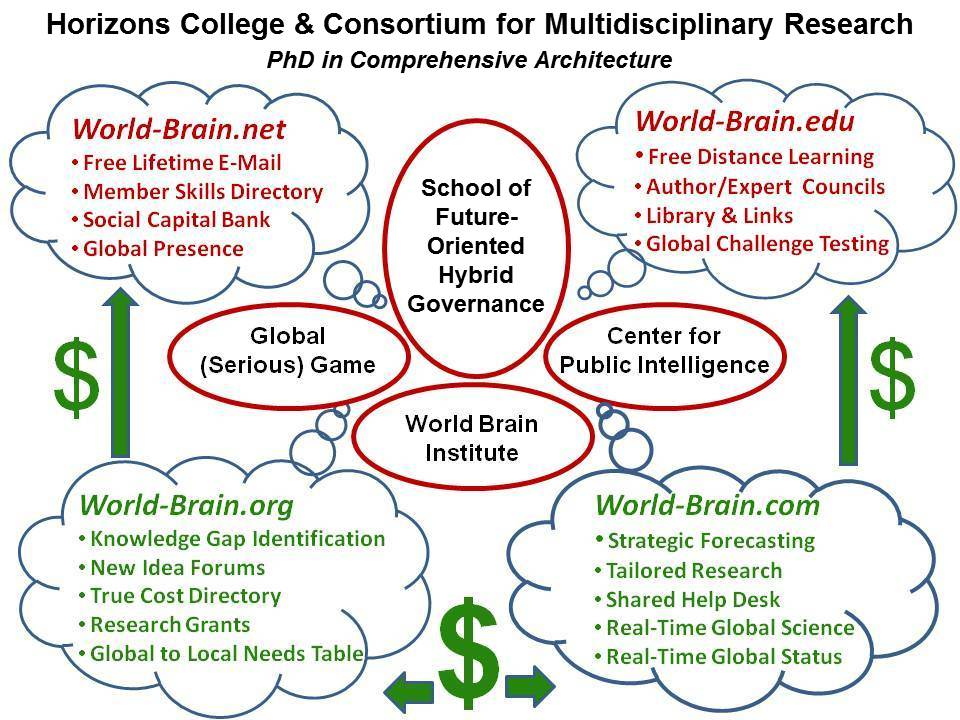 Horizons College & Consortium for Multidisciplinary Research
PhD in Comprehensive Architecture
World-Brain.net
• Free Lifetime E-Mail
• Member Skills Directory
• Social Capital Bank
• Global Presence
School of
Future-
Oriented
Hybrid
Governance
World-Brain.edu
• Free Distance Learning
• Author/Expert Councils
• Library & Links
• Global Challenge Testing
$
Global
(Serious) Game
Center for
Public Intelligence
$
World Brain
Institute
World-Brain.org
• Knowledge Gap Identification
• New Idea Forums
• True Cost Directory
• Research Grants
• Global to Local Needs Table
$
World-Brain.com
• Strategic Forecasting
• Tailored Research
• Shared Help Desk
• Real-Time Global Science
• Real-Time Global Status